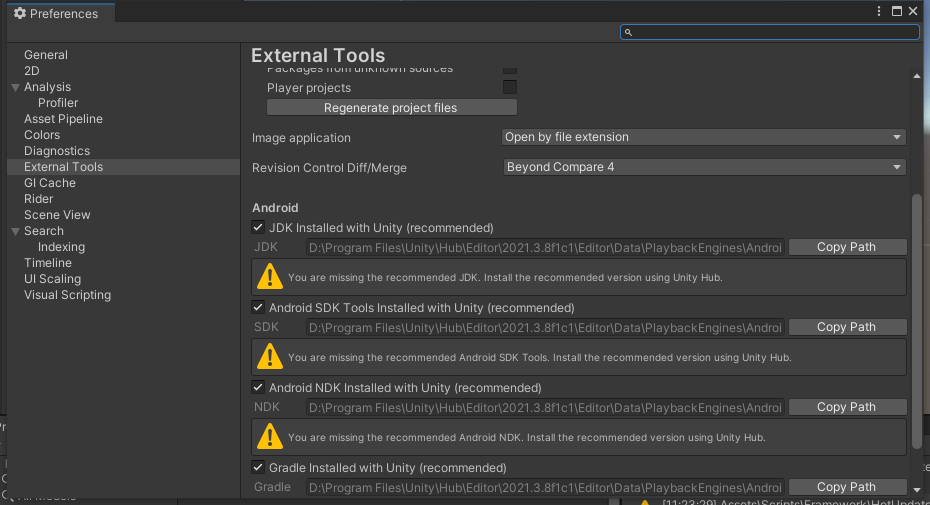 Preferences
General
2D
Analysis
Profiler
Asset Pipeline
Colors
Diagnostics
External Tools
GI Cache
Rider
Scene View
Search
Indexing
Timeline
UI Scaling
Visual Scripting
External Tools
Packages from unknown sources
Player projects
Regenerate project files
Image application
Open by file extension
Revision Control Diff/Merge
Beyond Compare 4
Android
JDK Installed with Unity (recommended)
JDK D:\Program Files\Unity\Hub\Editor\2021.3.8f1c1\Editor\Data\PlaybackEngines\Androi Copy Path
You are missing the recommended JDK. Install the recommended version using Unity Hub.
Android SDK Tools Installed with Unity (recommended)
SDK D:\Program Files\Unity\Hub\Editor\2021.3.8f1c1\Editor\Data\PlaybackEngines\Androi Copy Path
You are missing the recommended Android SDK Tools. Install the recommended version using Unity Hub.
Android NDK Installed with Unity (recommended)
NDK D:\Program Files\Unity\Hub\Editor\2021.3.8f1c1\Editor\Data\PlaybackEngines\Androi Copy Path
You are missing the recommended Android NDK. Install the recommended version using Unity Hub.
Gradle Installed with Unity (recommended)
Gradle D:\Program Files\Unity\Hub\Editor\2021.3.8f1c1\Editor\Data\PlaybackEngines\Androi Copy Path
All Models
[11:23:29] Assets\Scripts\Framework\HotUpdate